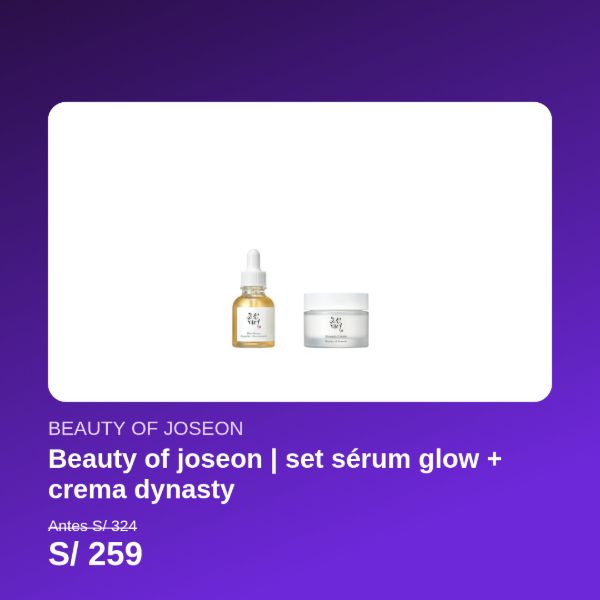 BEAUTY OF JOSEON
Beauty of joseon | set sérum glow +
crema dynasty
Antes S/ 324
S/ 259